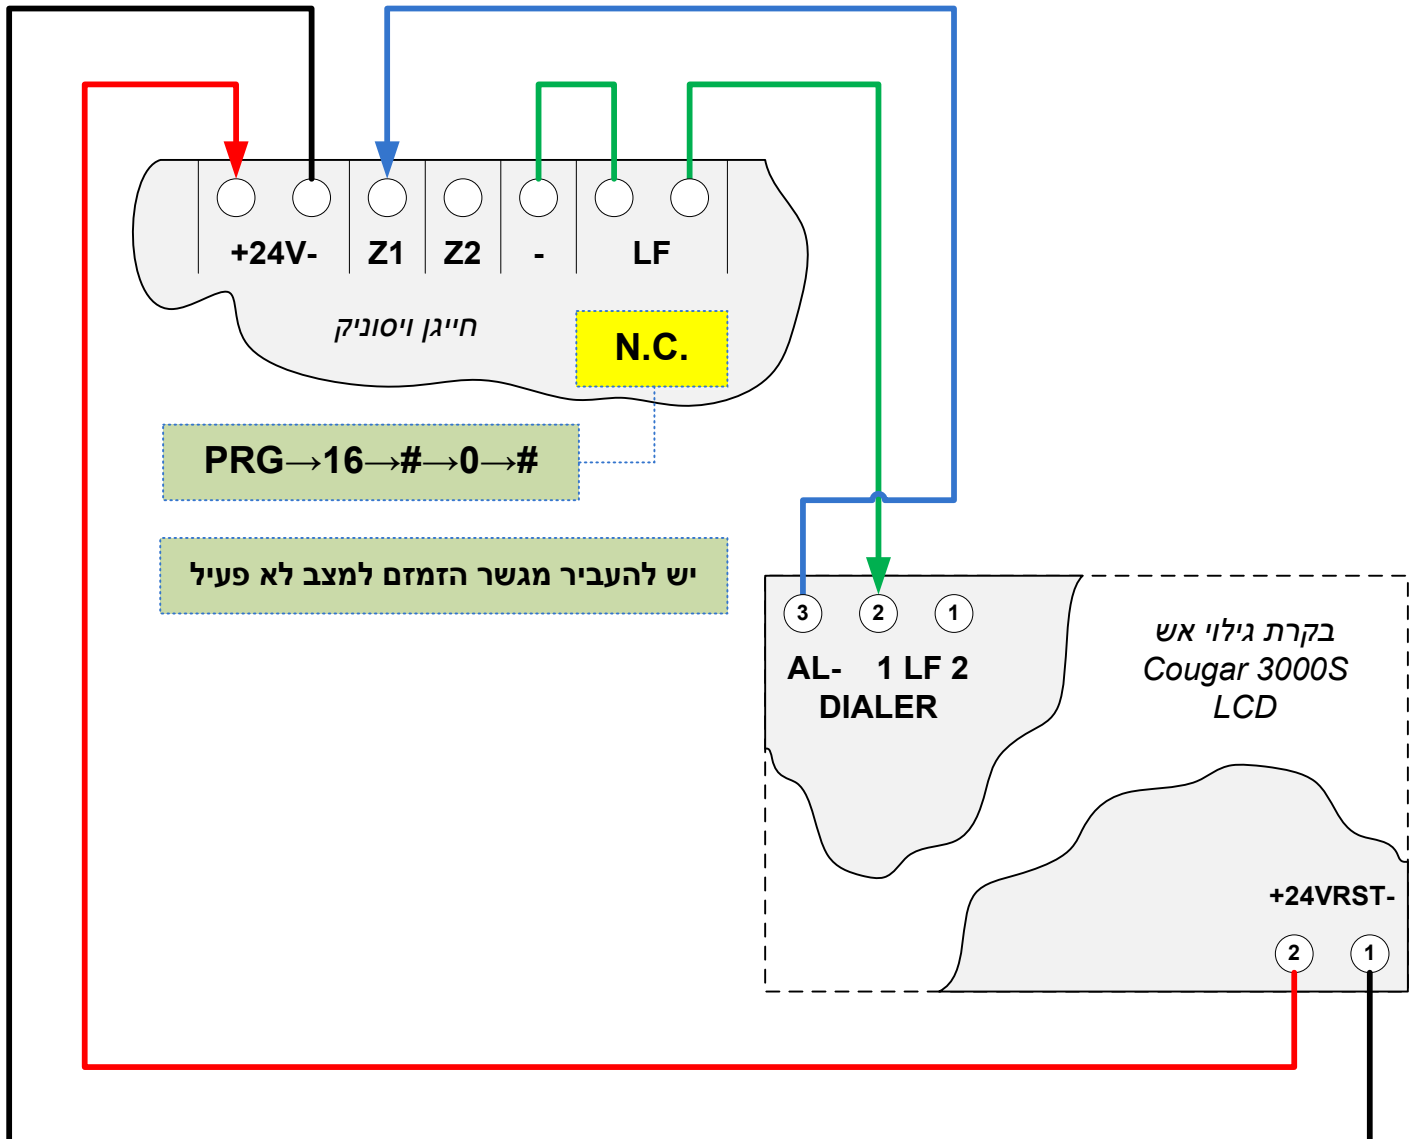 +24V- Z1 Z2 - LF
חייגן ויסוניק
N.C.
PRG→16→#→0→#
יש להעביר מגשר הזמזם למצב לא פעיל
3 2 1
AL- 1 LF 2
DIALER
בקרת גילוי אש
Cougar 3000S
LCD
+24VRST-
2 1